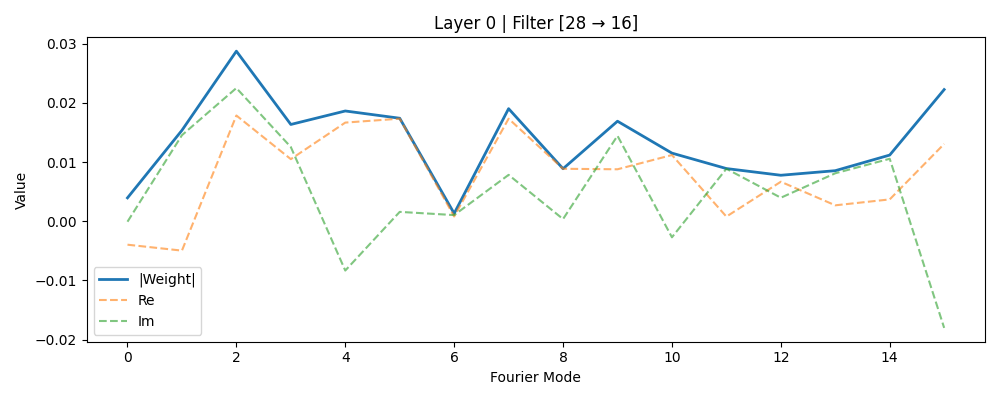 Layer 0 | Filter [28 → 16]
0.03
0.02
0.01
0.00
−0.01
−0.02
Value
|Weight|
Re
Im
0 2 4 6 8 10 12 14
Fourier Mode